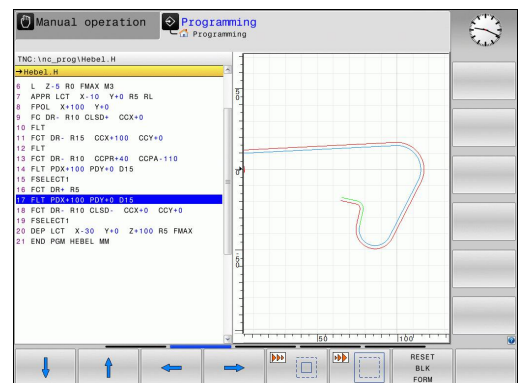 Manual operation
Programming
Programming
TNC:\nc_prog\Hebel.H
→Hebel.H
6 L Z-5 R0 FMAX M3
7 APPR LCT X-10 Y+0 R5 RL
8 FPOL X+100 Y+0
9 FC DR- R10 CLSD+ CCX+0
10 FLT
11 FCT DR- R15 CCX+100 CCY+0
12 FLT
13 FCT DR- R10 CCPR+40 CCPA-110
14 FLT PDX+100 PDY+0 D15
15 FSELECT1
16 FCT DR+ R5
17 FLT PDX+100 PDY+0 D15
18 FCT DR- R10 CLSD- CCX+0 CCY+0
19 FSELECT1
20 DEP LCT X-30 Y+0 Z+100 R5 FMAX
21 END PGM HEBEL MM
0
50
100
RESET
BLK
FORM